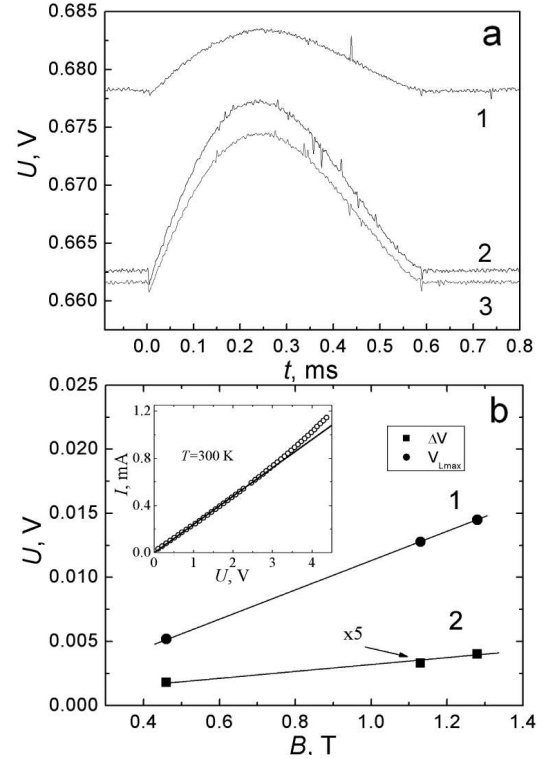 0.685
0.680
0.675
0.670
0.665
0.660
U, V
a
1
2
3
0.0 0.1 0.2 0.3 0.4 0.5 0.6 0.7 0.8
t, ms
0.025
0.020
0.015
0.010
0.005
0.000
U, V
b
1.2
0.8
0.4
0.0
I, mA
T=300 K
0 1 2 3 4
U, V
ΔV
V_Lmax
1
2
x5
0.4 0.6 0.8 1.0 1.2 1.4
B, T